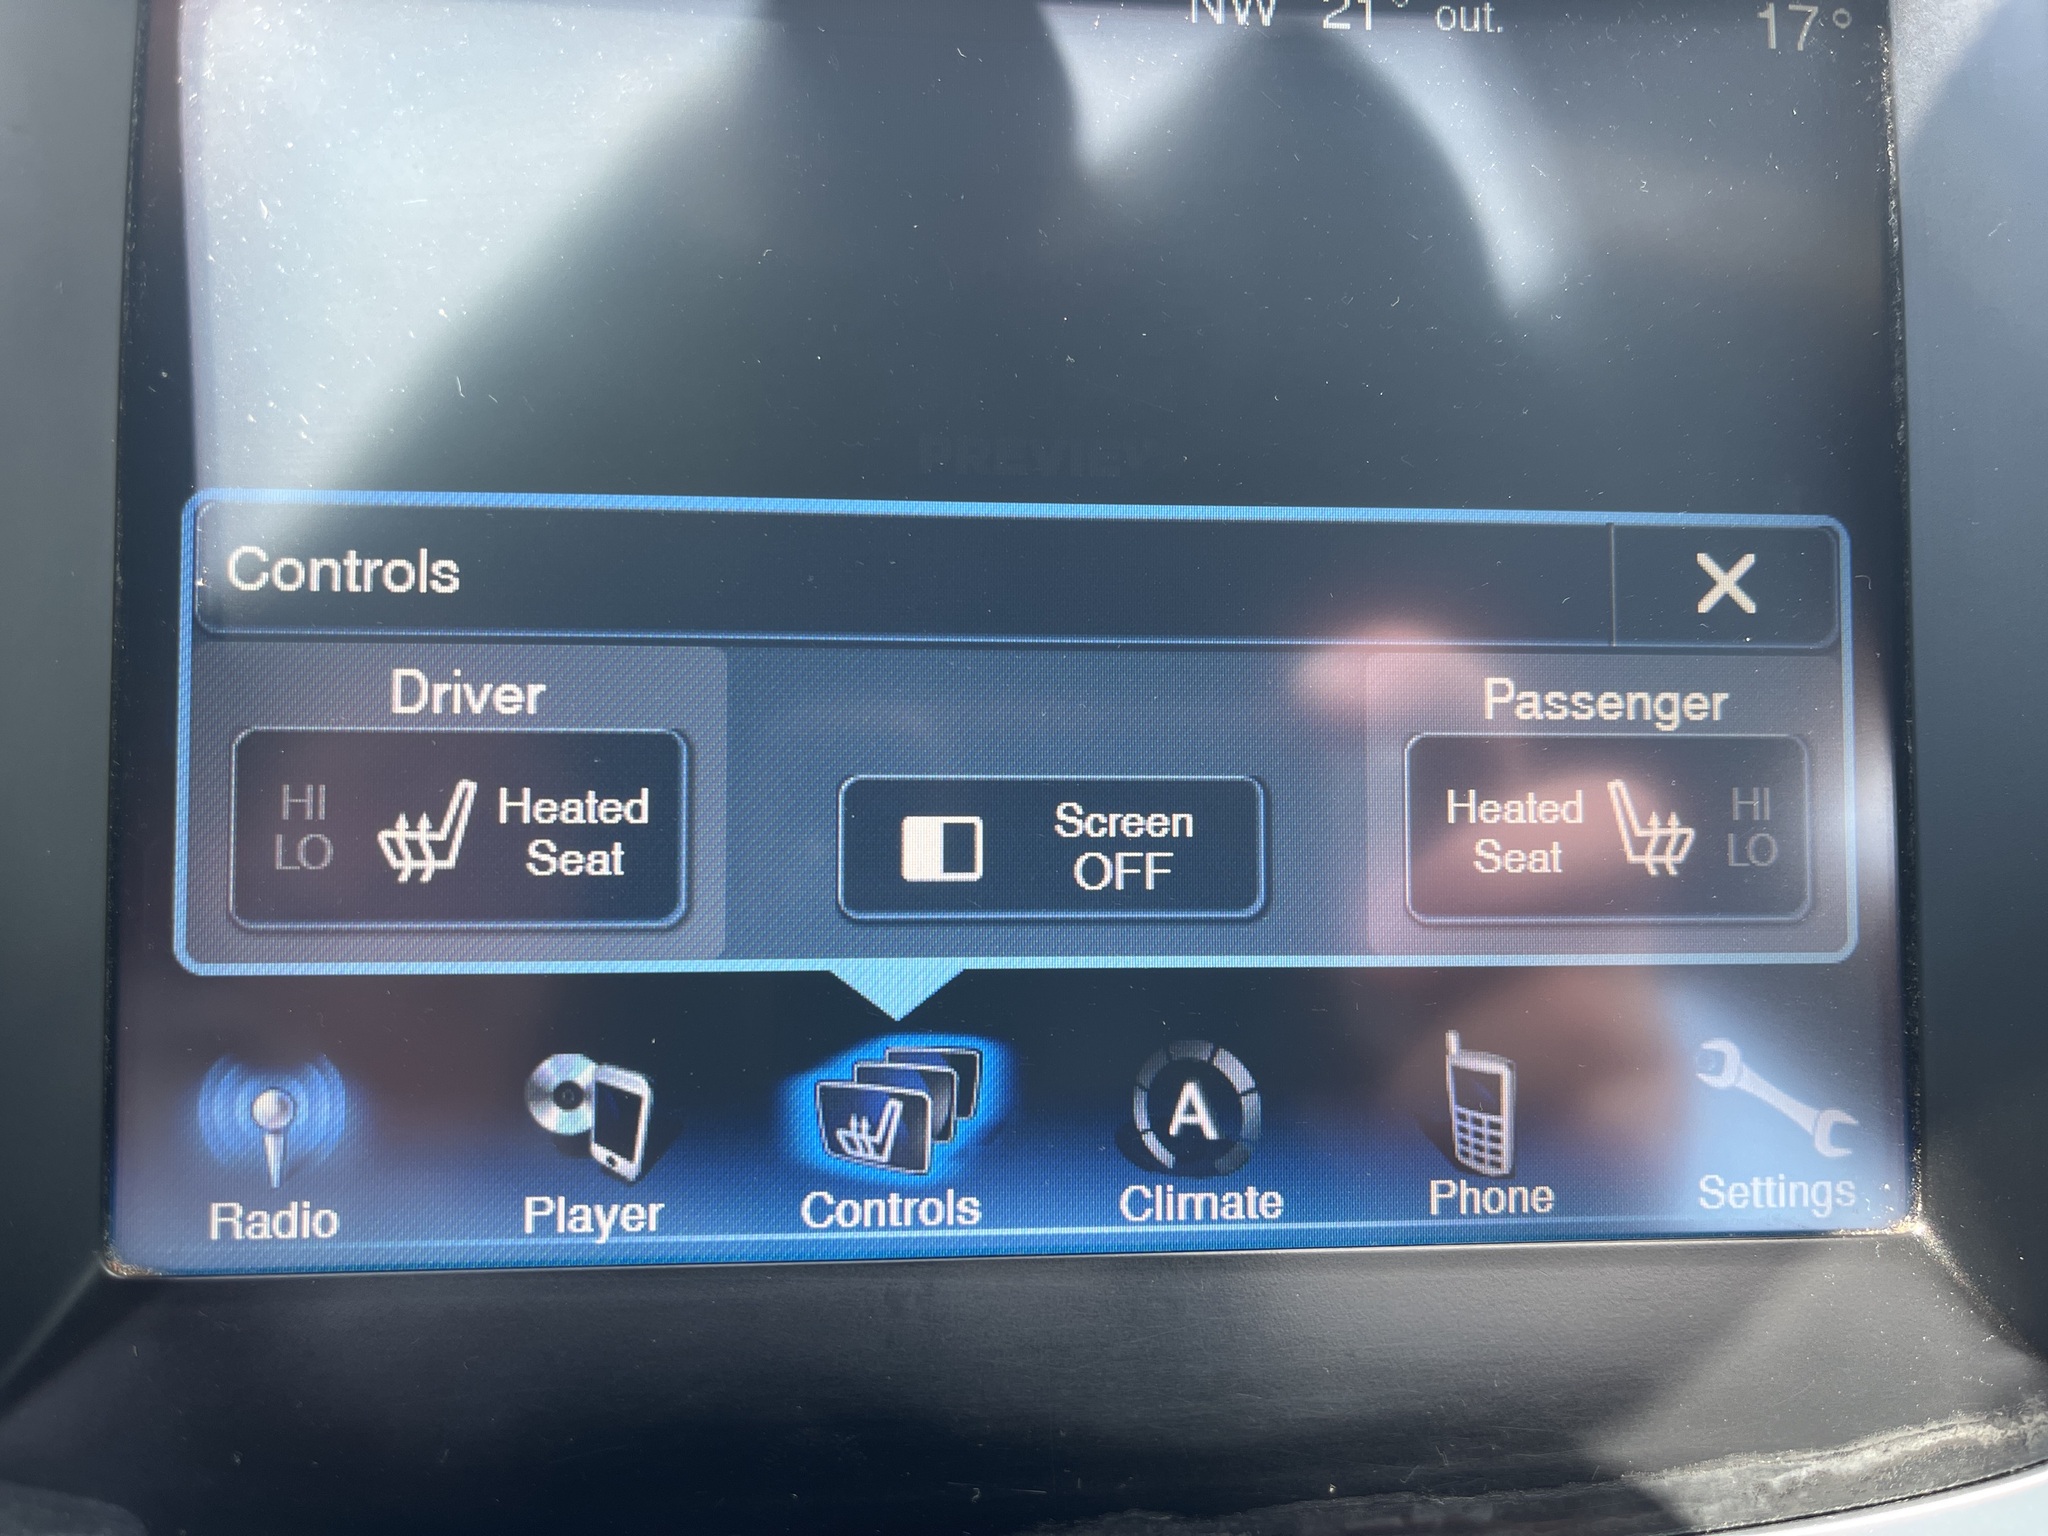 NW 21° out. 17°
PREVIEW
Controls X
Driver
HI
LO
Heated
Seat
Screen
OFF
Passenger
Heated
Seat
HI
LO
A
Radio Player Controls Climate Phone Settings